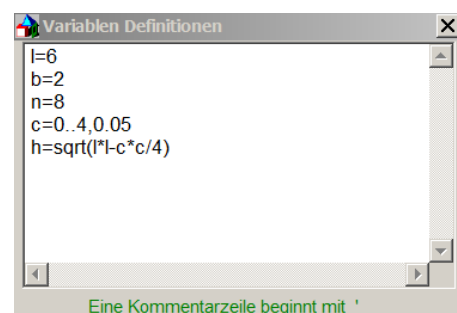 Variablen Definitionen
l=6
b=2
n=8
c=0..4,0.05
h=sqrt(l*l-c*c/4)
Eine Kommentarzeile beginnt mit '